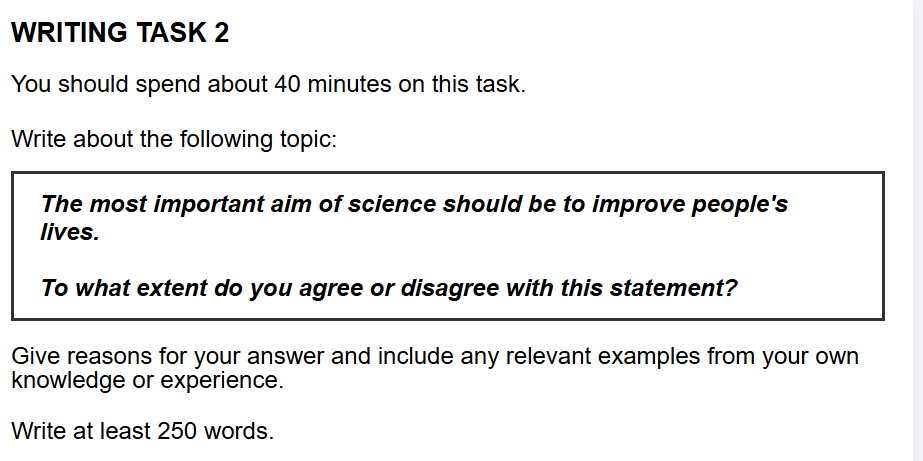 WRITING TASK 2
You should spend about 40 minutes on this task.
Write about the following topic:
The most important aim of science should be to improve people's
lives.
To what extent do you agree or disagree with this statement?
Give reasons for your answer and include any relevant examples from your own
knowledge or experience.
Write at least 250 words.